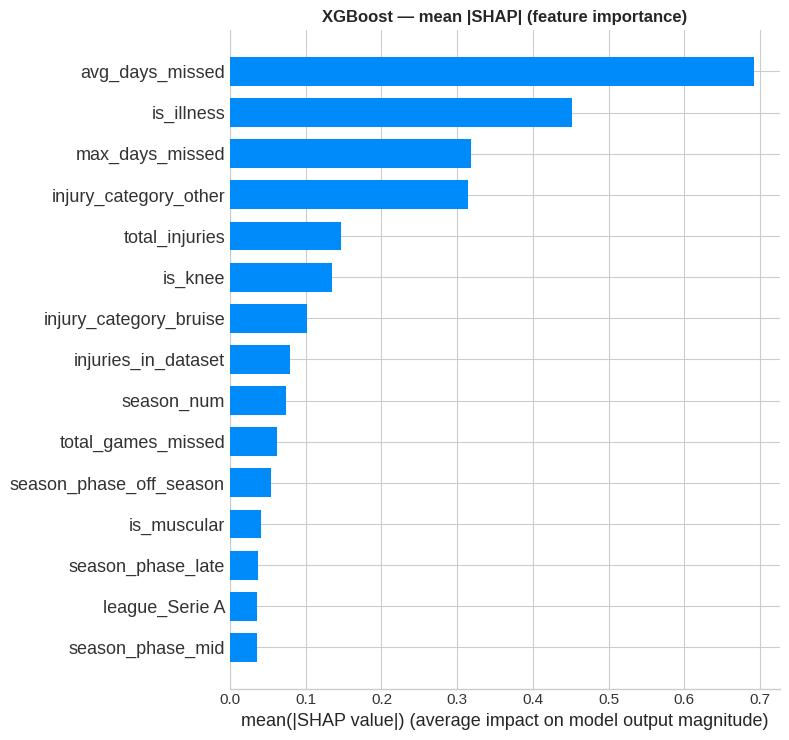 XGBoost — mean |SHAP| (feature importance)
avg_days_missed
is_illness
max_days_missed
injury_category_other
total_injuries
is_knee
injury_category_bruise
injuries_in_dataset
season_num
total_games_missed
season_phase_off_season
is_muscular
season_phase_late
league_Serie A
season_phase_mid
0.0 0.1 0.2 0.3 0.4 0.5 0.6 0.7
mean(|SHAP value|) (average impact on model output magnitude)